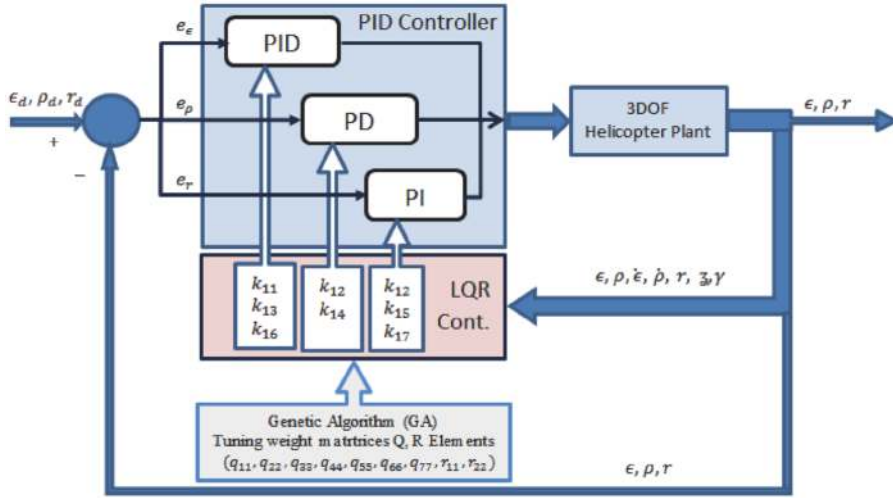 PID Controller
e_ϵ
PID
ϵ_d, ρ_d, r_d
e_ρ
PD
3DOF
Helicopter Plant
ϵ, ρ, r
+
−
e_r
PI
k_11
k_13
k_16
k_12
k_14
k_12
k_15
k_17
LQR
Cont.
ϵ, ρ, ϵ̇, ρ̇, r, ʓ, γ
Genetic Algorithm (GA)
Tuning weight matrtrices Q, R Elements
(q_11, q_22, q_33, q_44, q_55, q_66, q_77, r_11, r_22)
ϵ, ρ, r